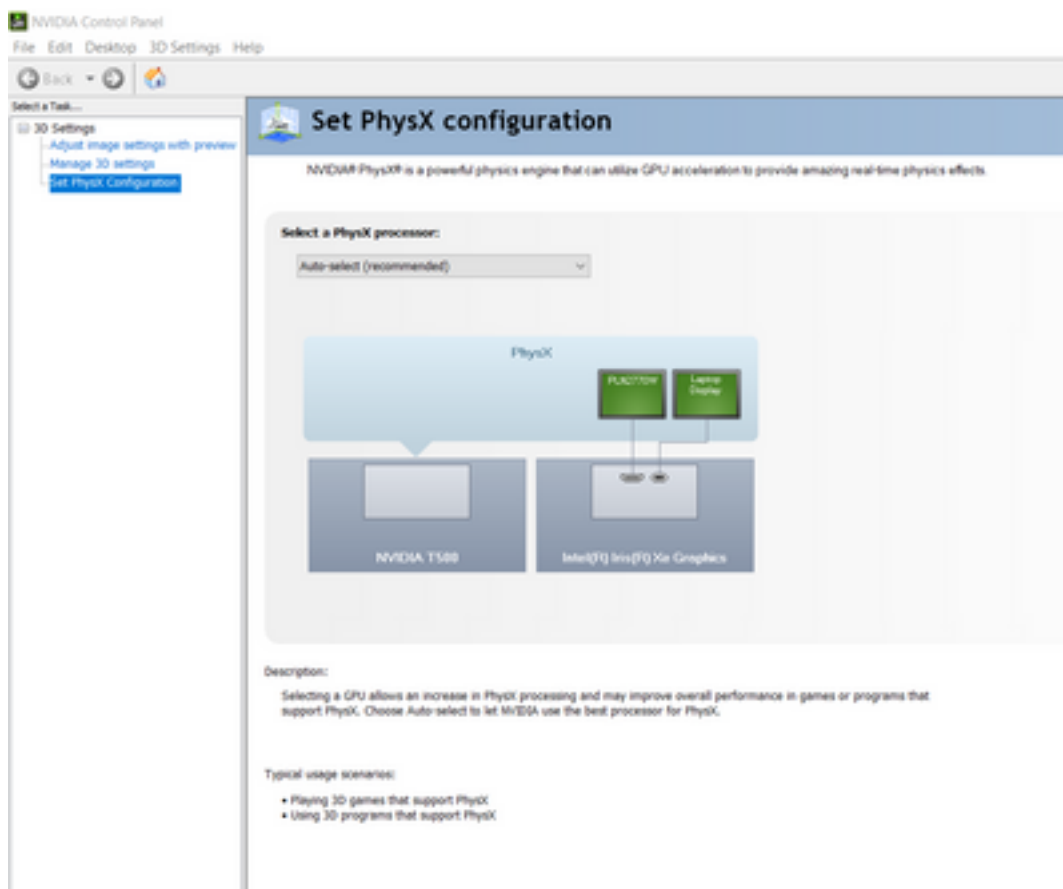 NVIDIA Control Panel
File Edit Desktop 3D Settings Help
Back
Select a Task...
3D Settings
Adjust image settings with preview
Manage 3D settings
Set PhysX Configuration
Set PhysX configuration
NVIDIA® PhysX® is a powerful physics engine that can utilize GPU acceleration to provide amazing real-time physics effects.
Select a PhysX processor:
Auto-select (recommended)
PhysX
Laptop
Display
NVIDIA T500
Intel(R) Iris(R) Xe Graphics
Description:
Selecting a GPU allows an increase in PhysX processing and may improve overall performance in games or programs that
support PhysX. Choose Auto-select to let NVIDIA use the best processor for PhysX.
Typical usage scenarios:
• Playing 3D games that support PhysX
• Using 3D programs that support PhysX